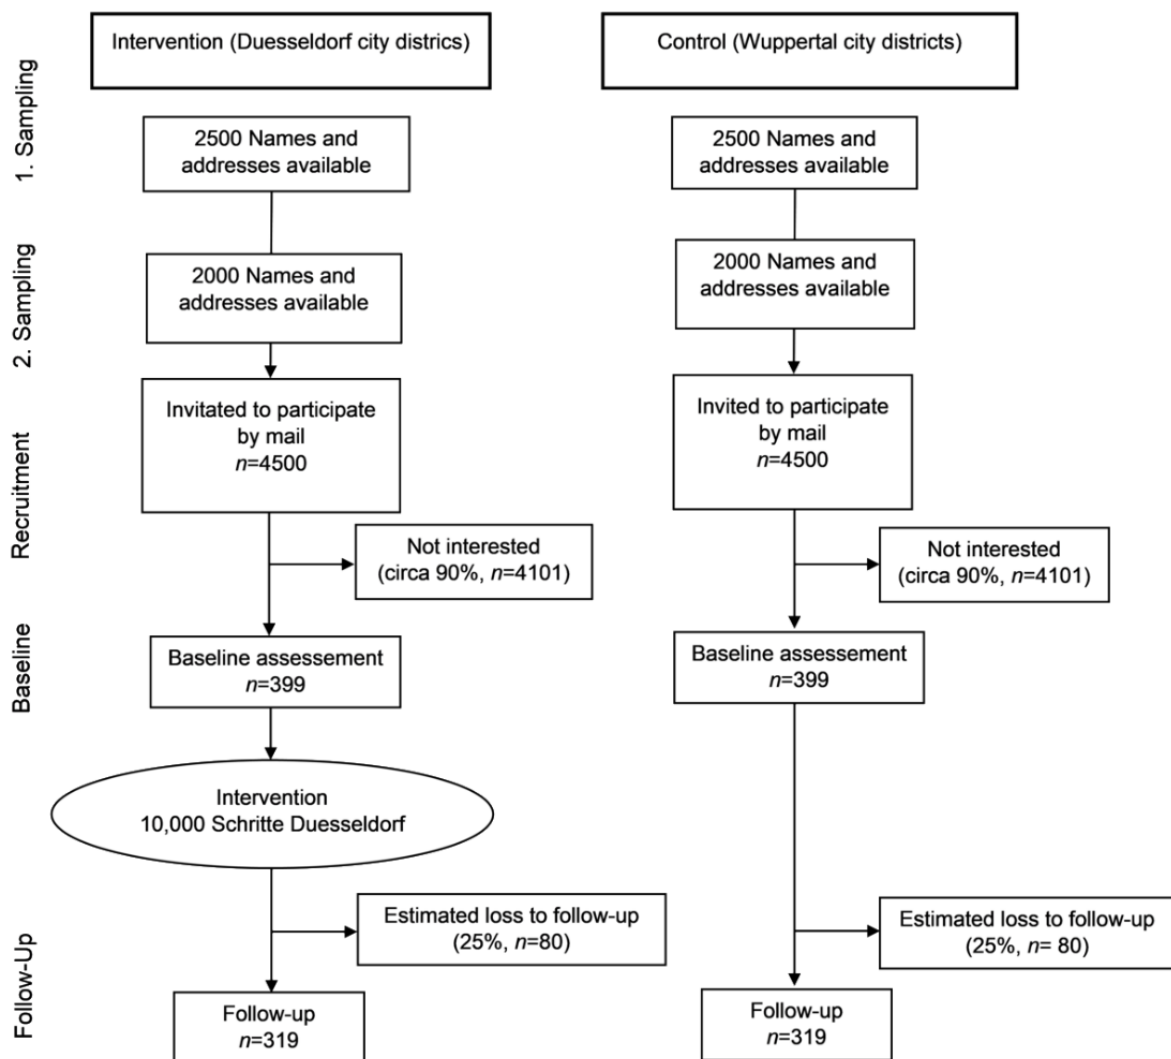 Intervention (Duesseldorf city districs)
Control (Wuppertal city districts)
1. Sampling
2500 Names and
addresses available
2500 Names and
addresses available
2. Sampling
2000 Names and
addresses available
2000 Names and
addresses available
Recruitment
Invitated to participate
by mail
n=4500
Invited to participate
by mail
n=4500
Not interested
(circa 90%, n=4101)
Not interested
(circa 90%, n=4101)
Baseline
Baseline assessement
n=399
Baseline assessement
n=399
Intervention
10,000 Schritte Duesseldorf
Follow-Up
Estimated loss to follow-up
(25%, n=80)
Estimated loss to follow-up
(25%, n= 80)
Follow-up
n=319
Follow-up
n=319